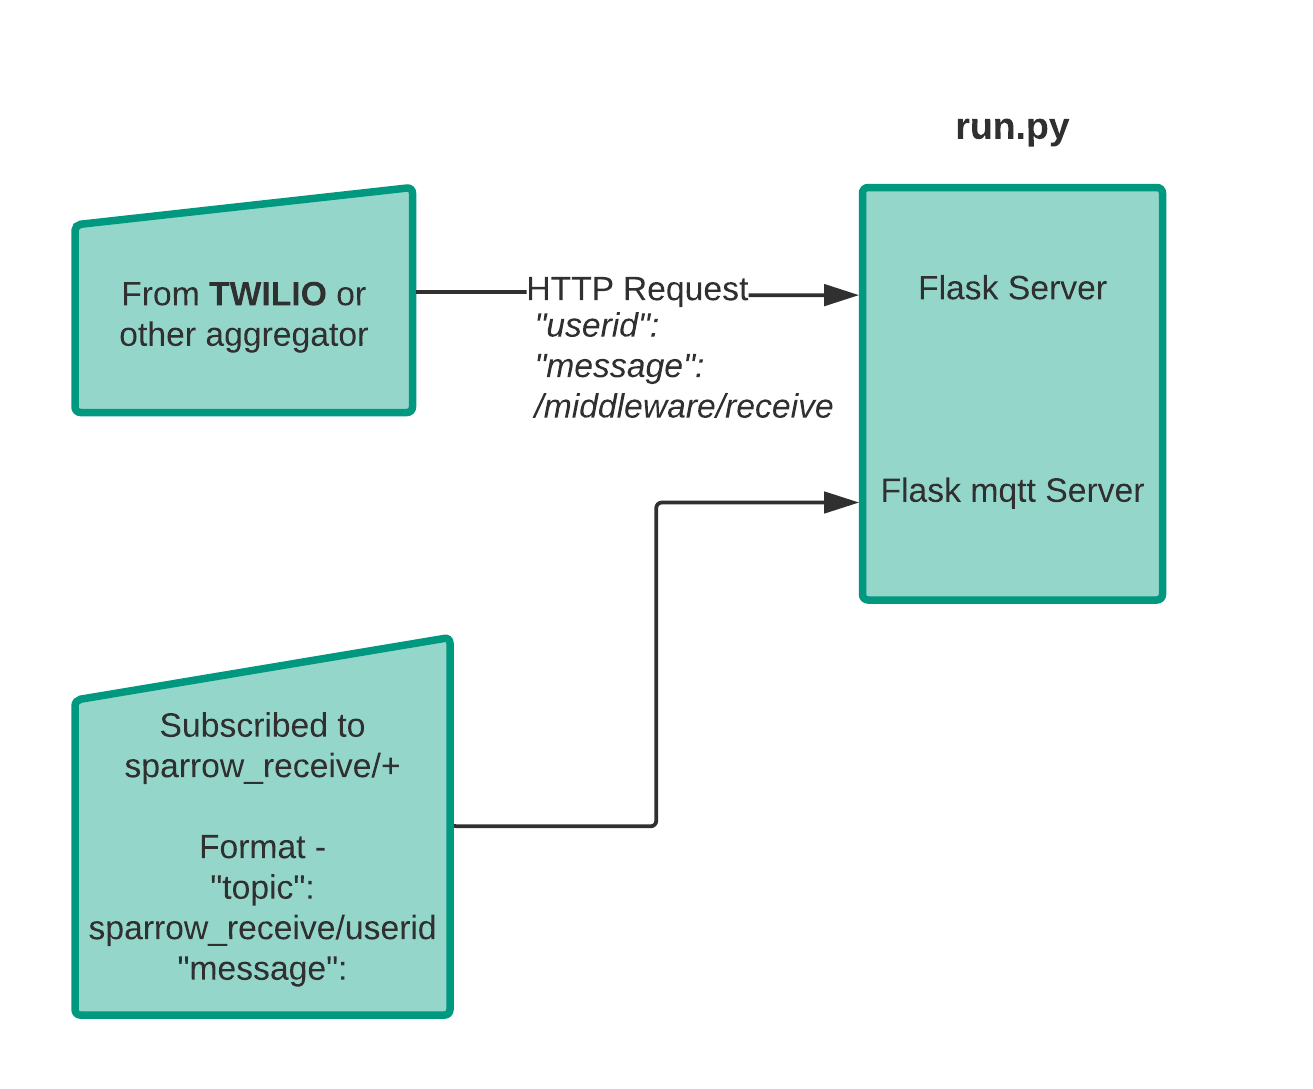 run.py
From TWILIO or
other aggregator
HTTP Request
"userid":
"message":
/middleware/receive
Flask Server
Flask mqtt Server
Subscribed to
sparrow_receive/+
Format -
"topic":
sparrow_receive/userid
"message":